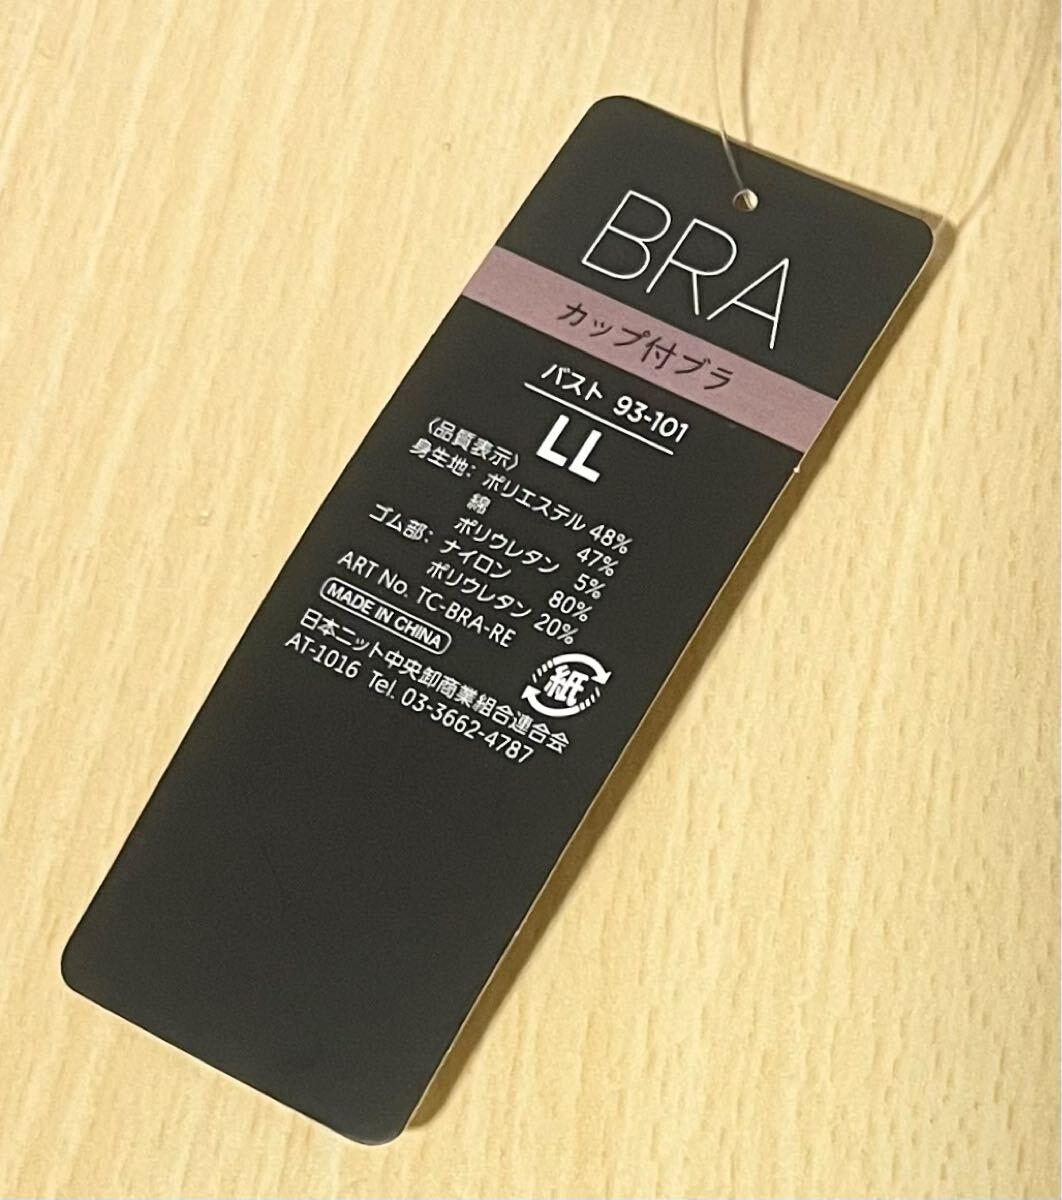 BRA
カップ付ブラ
バスト 93-101
LL
〈品質表示〉
身生地: ポリエステル 48%
綿 47%
ポリウレタン 5%
ゴム部: ナイロン 80%
ポリウレタン 20%
ART No. TC-BRA-RE
MADE IN CHINA
日本ニット中央卸商業組合連合会
AT-1016 Tel. 03-3662-4787
紙